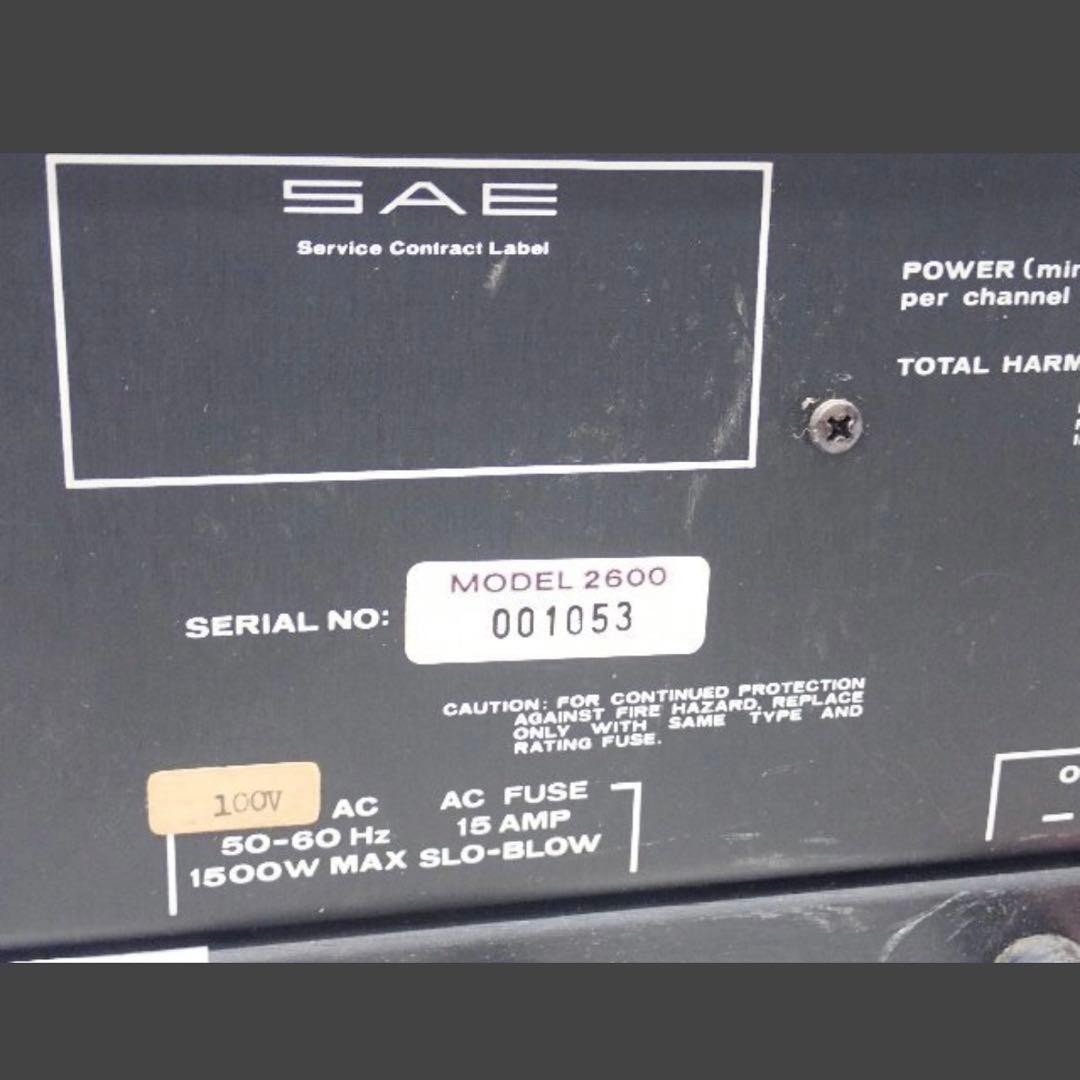 SAE
Service Contract Label
POWER (min
per channel
TOTAL HARM
MODEL 2600
SERIAL NO: 001053
CAUTION: FOR CONTINUED PROTECTION
AGAINST FIRE HAZARD, REPLACE
ONLY WITH SAME TYPE AND
RATING FUSE.
100V AC
50-60 Hz
1500W MAX
AC FUSE
15 AMP
SLO-BLOW